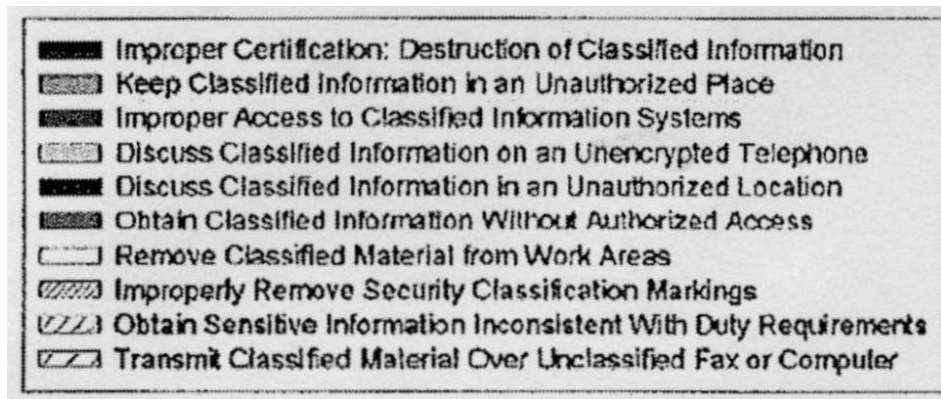 Improper Certification: Destruction of Classified Information
Keep Classified Information in an Unauthorized Place
Improper Access to Classified Information Systems
Discuss Classified Information on an Unencrypted Telephone
Discuss Classified Information in an Unauthorized Location
Obtain Classified Information Without Authorized Access
Remove Classified Material from Work Areas
Improperly Remove Security Classification Markings
Obtain Sensitive Information Inconsistent With Duty Requirements
Transmit Classified Material Over Unclassified Fax or Computer